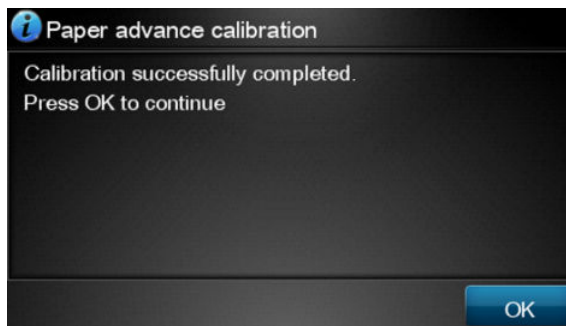 Paper advance calibration
Calibration successfully completed.
Press OK to continue
OK